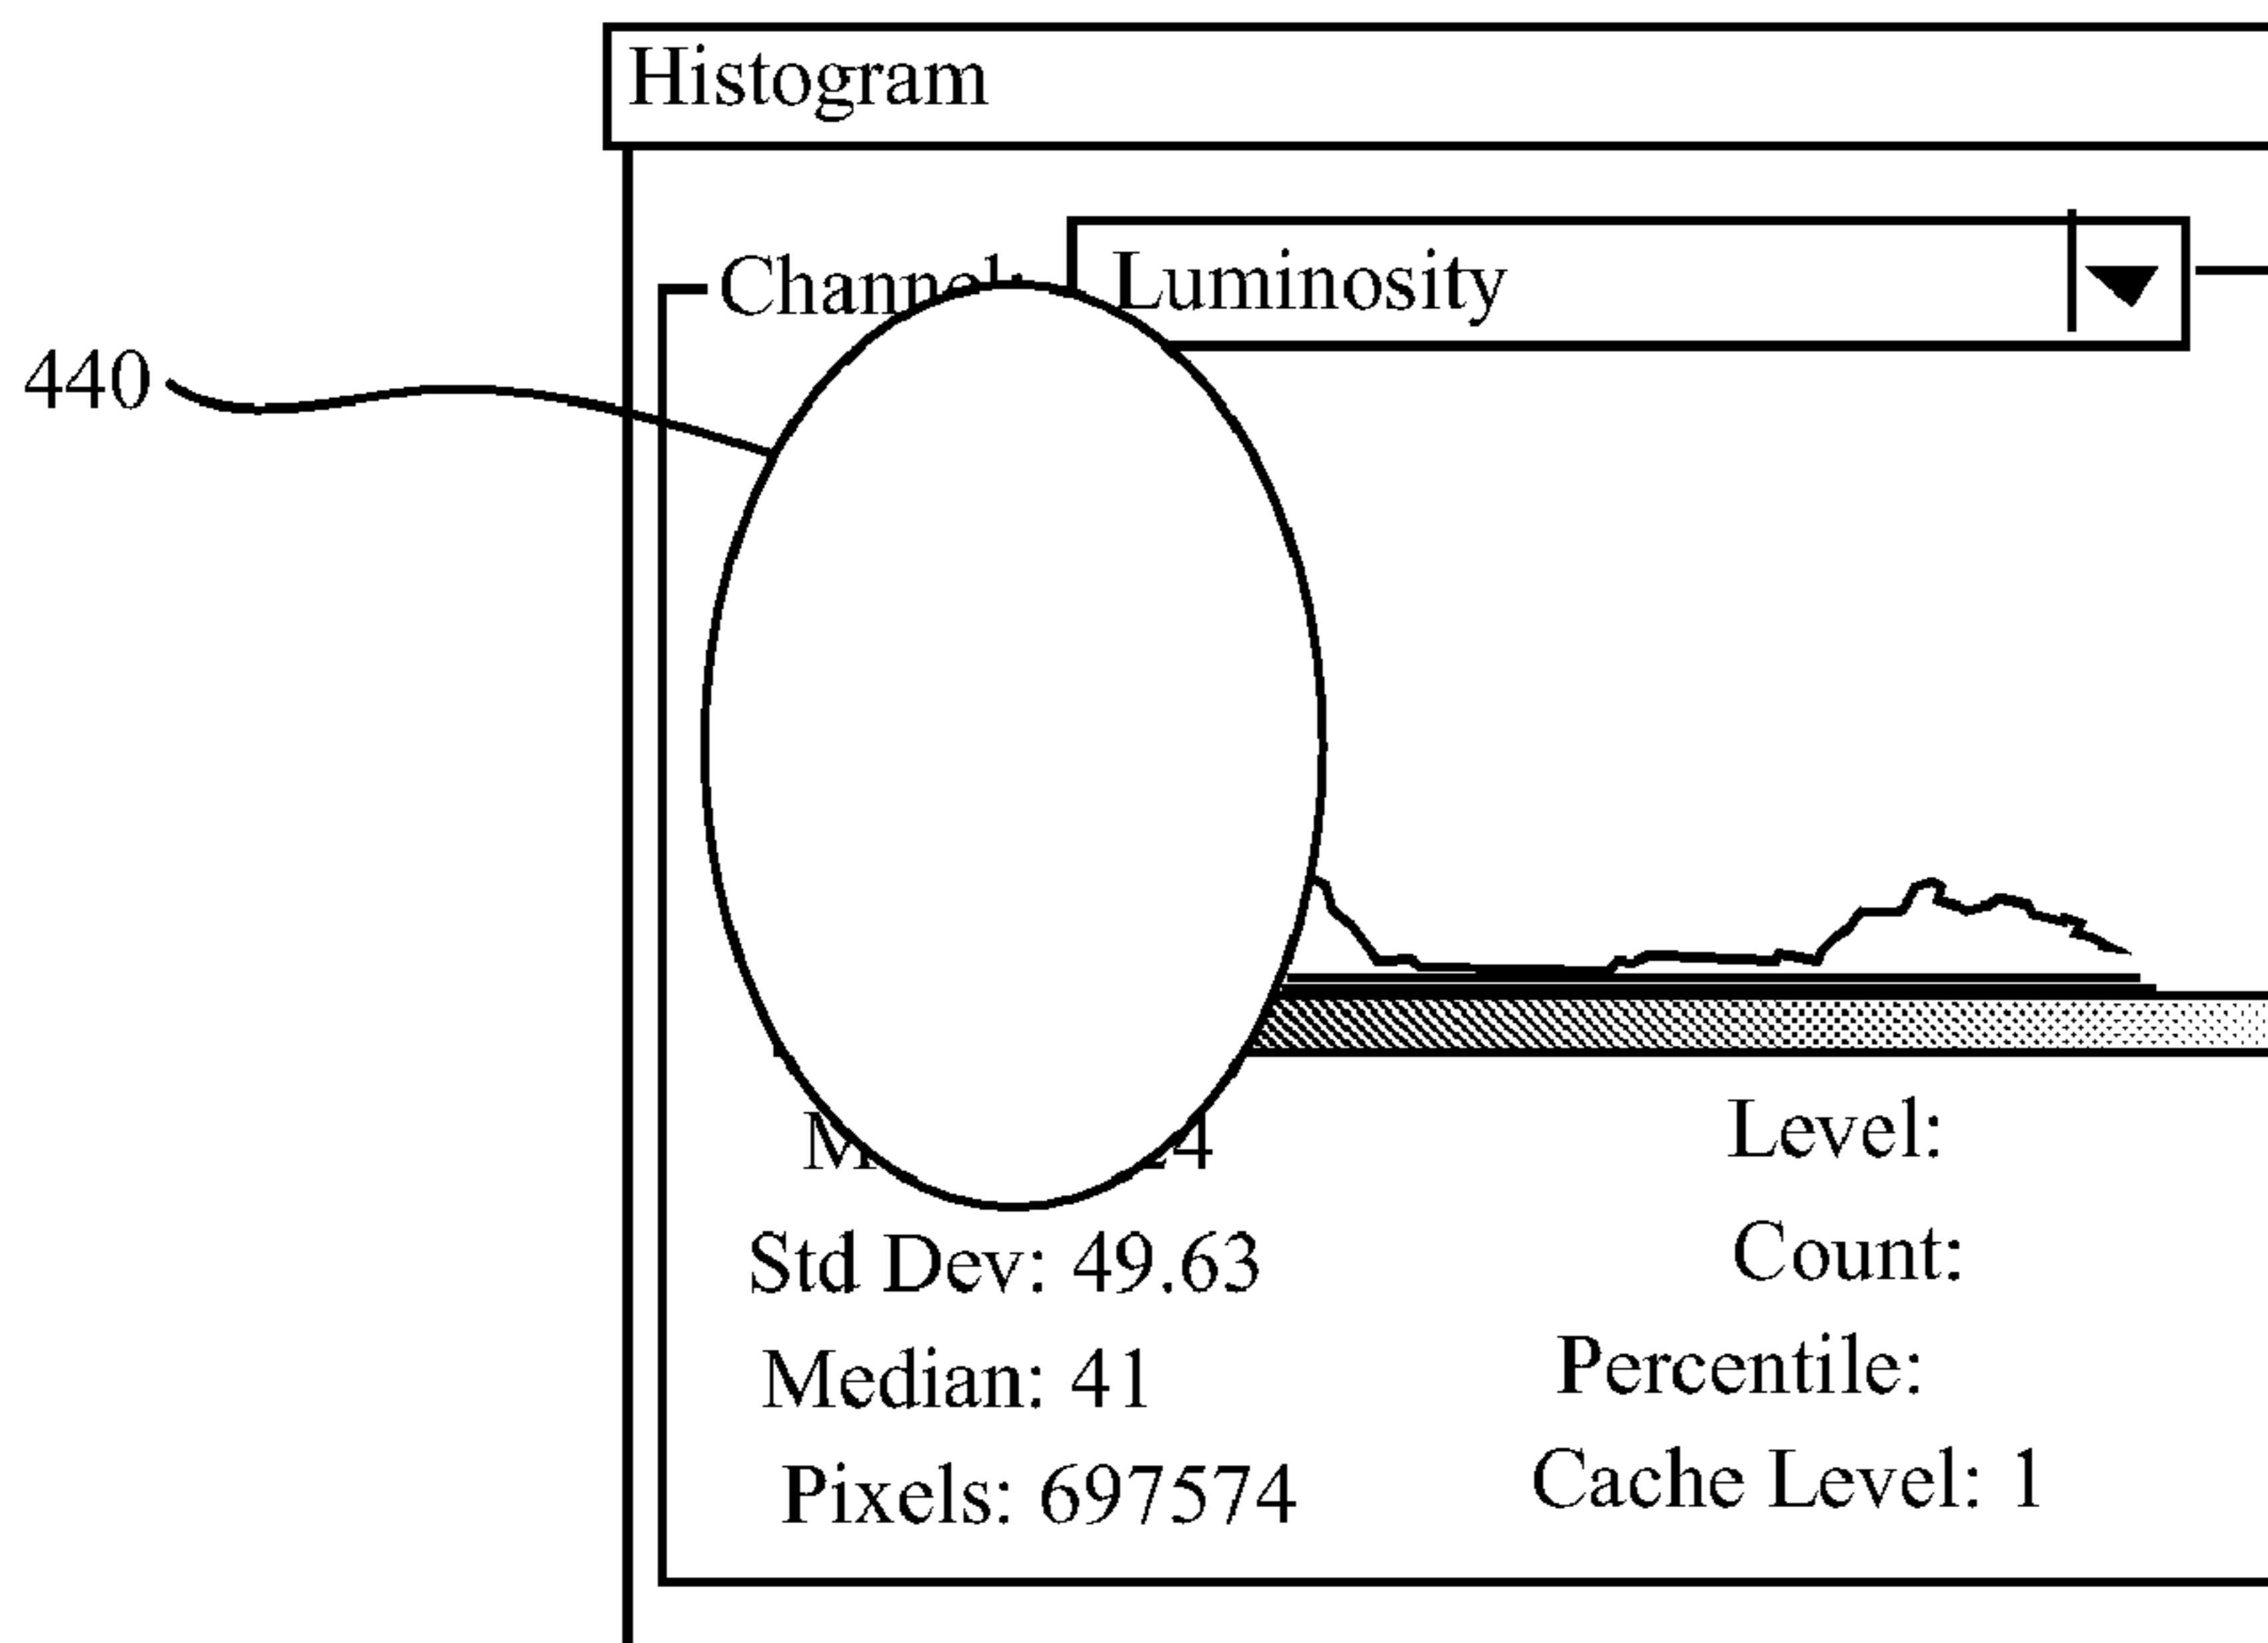 Histogram
Luminosity
440
Level:
Std Dev: 49.63
Count:
Median: 41
Percentile:
Pixels: 697574
Cache Level: 1